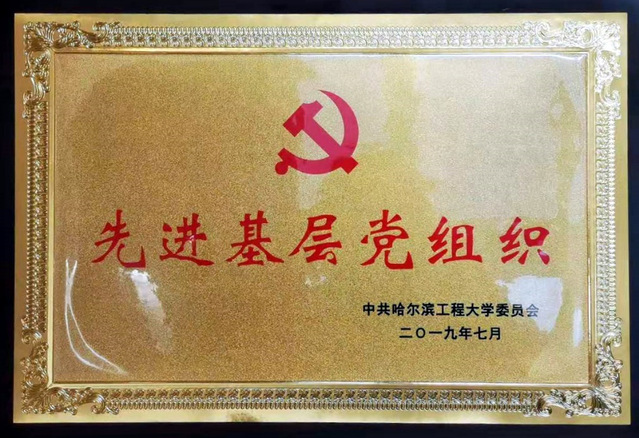 先进基层党组织
中共哈尔滨工程大学委员会
二〇一九年七月